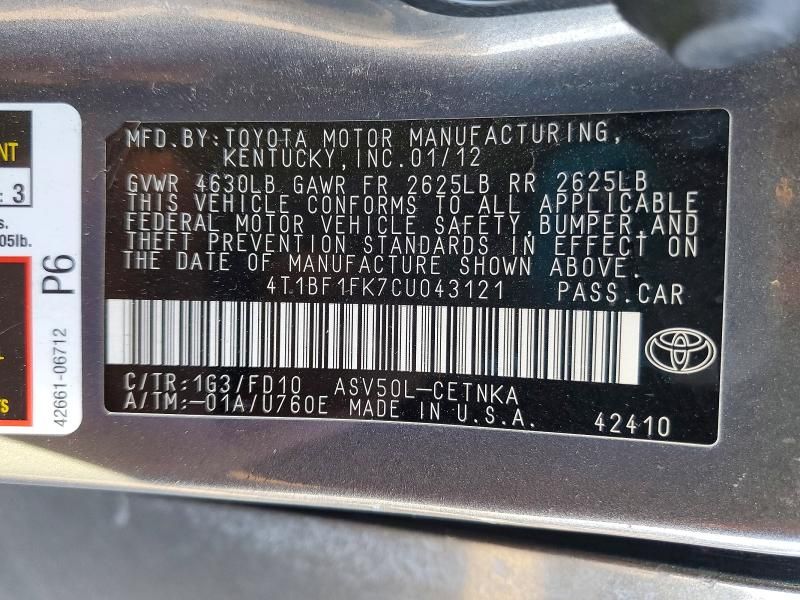 MFD.BY:TOYOTA MOTOR MANUFACTURING,
KENTUCKY,INC.01/12
GVWR 4630LB GAWR FR 2625LB RR 2625LB
THIS VEHICLE CONFORMS TO ALL APPLICABLE
FEDERAL MOTOR VEHICLE SAFETY,BUMPER,AND
THEFT PREVENTION STANDARDS IN EFFECT ON
THE DATE OF MANUFACTURE SHOWN ABOVE.
4T1BF1FK7CU043121 PASS.CAR
C/TR:1G3/FD10 ASV50L-CETNKA
A/TM:-01A/U760E MADE IN U.S.A.
42410
: 3
05lb.
P6
42661-06712